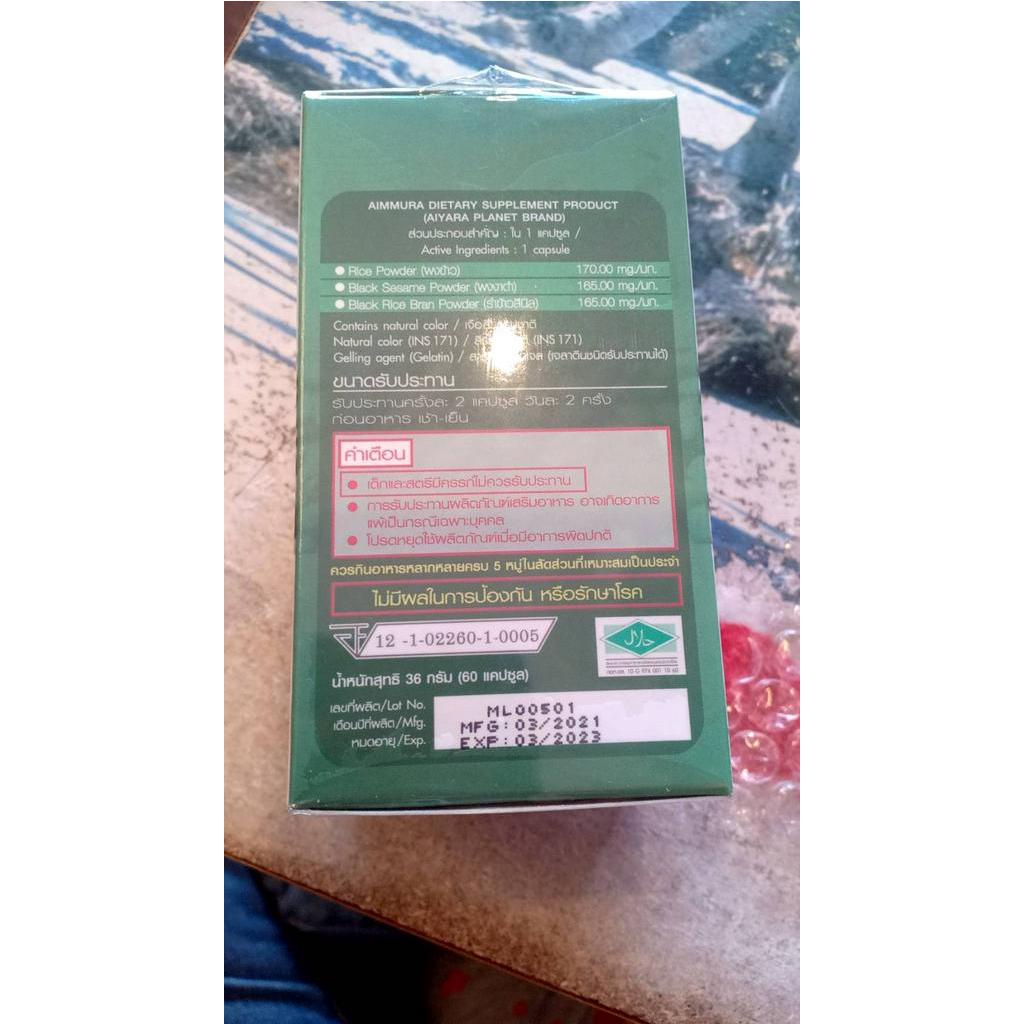 AIMMURA DIETARY SUPPLEMENT PRODUCT
(AIYARA PLANET BRAND)
ส่วนประกอบสำคัญ : ใน 1 แคปซูล /
Active Ingredients : 1 capsule
Rice Powder (ผงข้าว) 170.00 mg./มก.
Black Sesame Powder (ผงงาดำ) 165.00 mg./มก.
Black Rice Bran Powder (รำข้าวสีนิล) 165.00 mg./มก.
Contains natural color /
Natural color (INS 171) / (INS 171)
Gelling agent (Gelatin) / (เจลาตินชนิดรับประทานได้)
ขนาดรับประทาน
รับประทานครั้งละ 2 แคปซูล วันละ 2 ครั้ง
ก่อนอาหาร เช้า-เย็น
คำเตือน
เด็กและสตรีมีครรภ์ไม่ควรรับประทาน
การรับประทานผลิตภัณฑ์เสริมอาหาร อาจเกิดอาการ
แพ้เป็นกรณีเฉพาะบุคคล
โปรดหยุดใช้ผลิตภัณฑ์เมื่อมีอาการผิดปกติ
ควรกินอาหารหลากหลายครบ 5 หมู่ในสัดส่วนที่เหมาะสมเป็นประจำ
ไม่มีผลในการป้องกัน หรือรักษาโรค
12 -1-02260-1-0005
حلال
น้ำหนักสุทธิ 36 กรัม (60 แคปซูล)
เลขที่ผลิต/Lot No. ML00501
เดือนปีที่ผลิต/Mfg. MFG:03/2021
หมดอายุ/Exp. EXP:03/2023